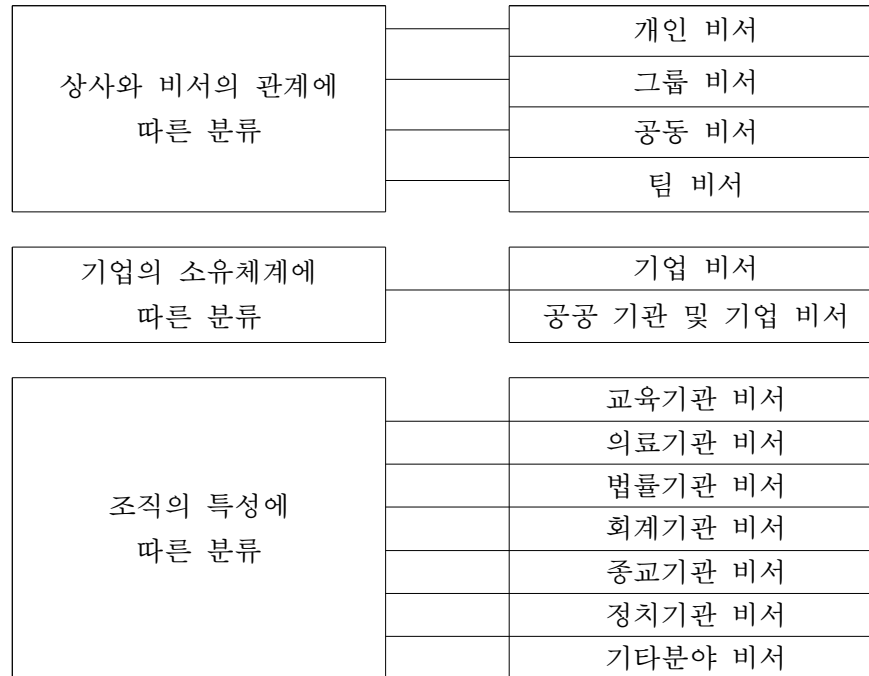 상사와 비서의 관계에
따른 분류
개인 비서
그룹 비서
공동 비서
팀 비서
기업의 소유체계에
따른 분류
기업 비서
공공 기관 및 기업 비서
조직의 특성에
따른 분류
교육기관 비서
의료기관 비서
법률기관 비서
회계기관 비서
종교기관 비서
정치기관 비서
기타분야 비서